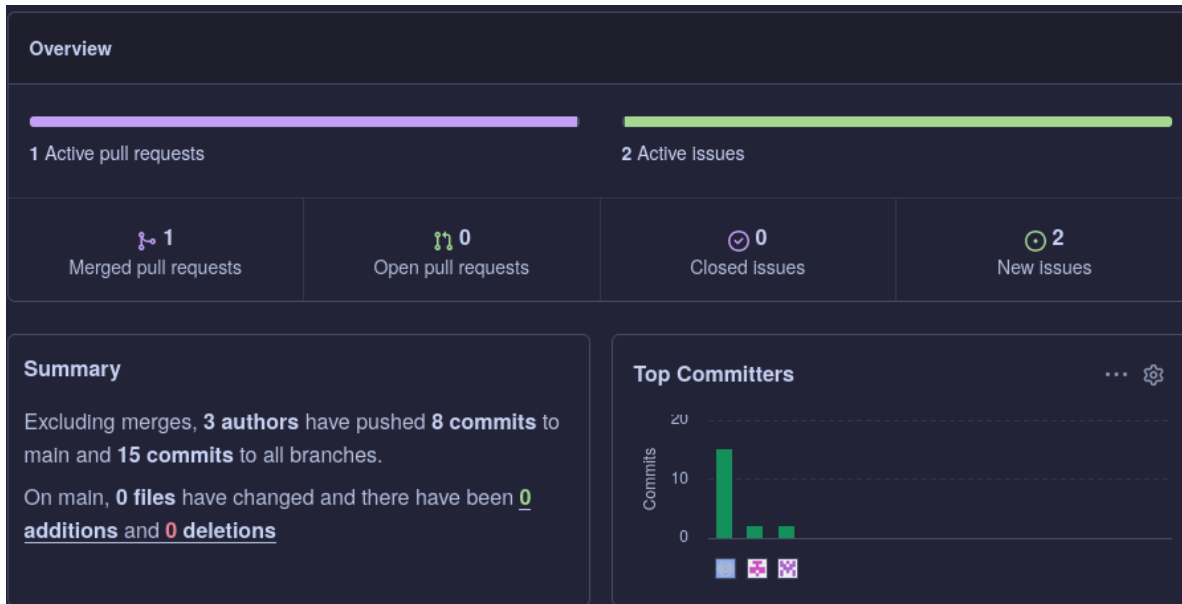 Overview
1 Active pull requests
2 Active issues
1
Merged pull requests
0
Open pull requests
0
Closed issues
2
New issues
Summary
Excluding merges, 3 authors have pushed 8 commits to
main and 15 commits to all branches.
On main, 0 files have changed and there have been 0
additions and 0 deletions
Top Committers
Commits
20
10
0